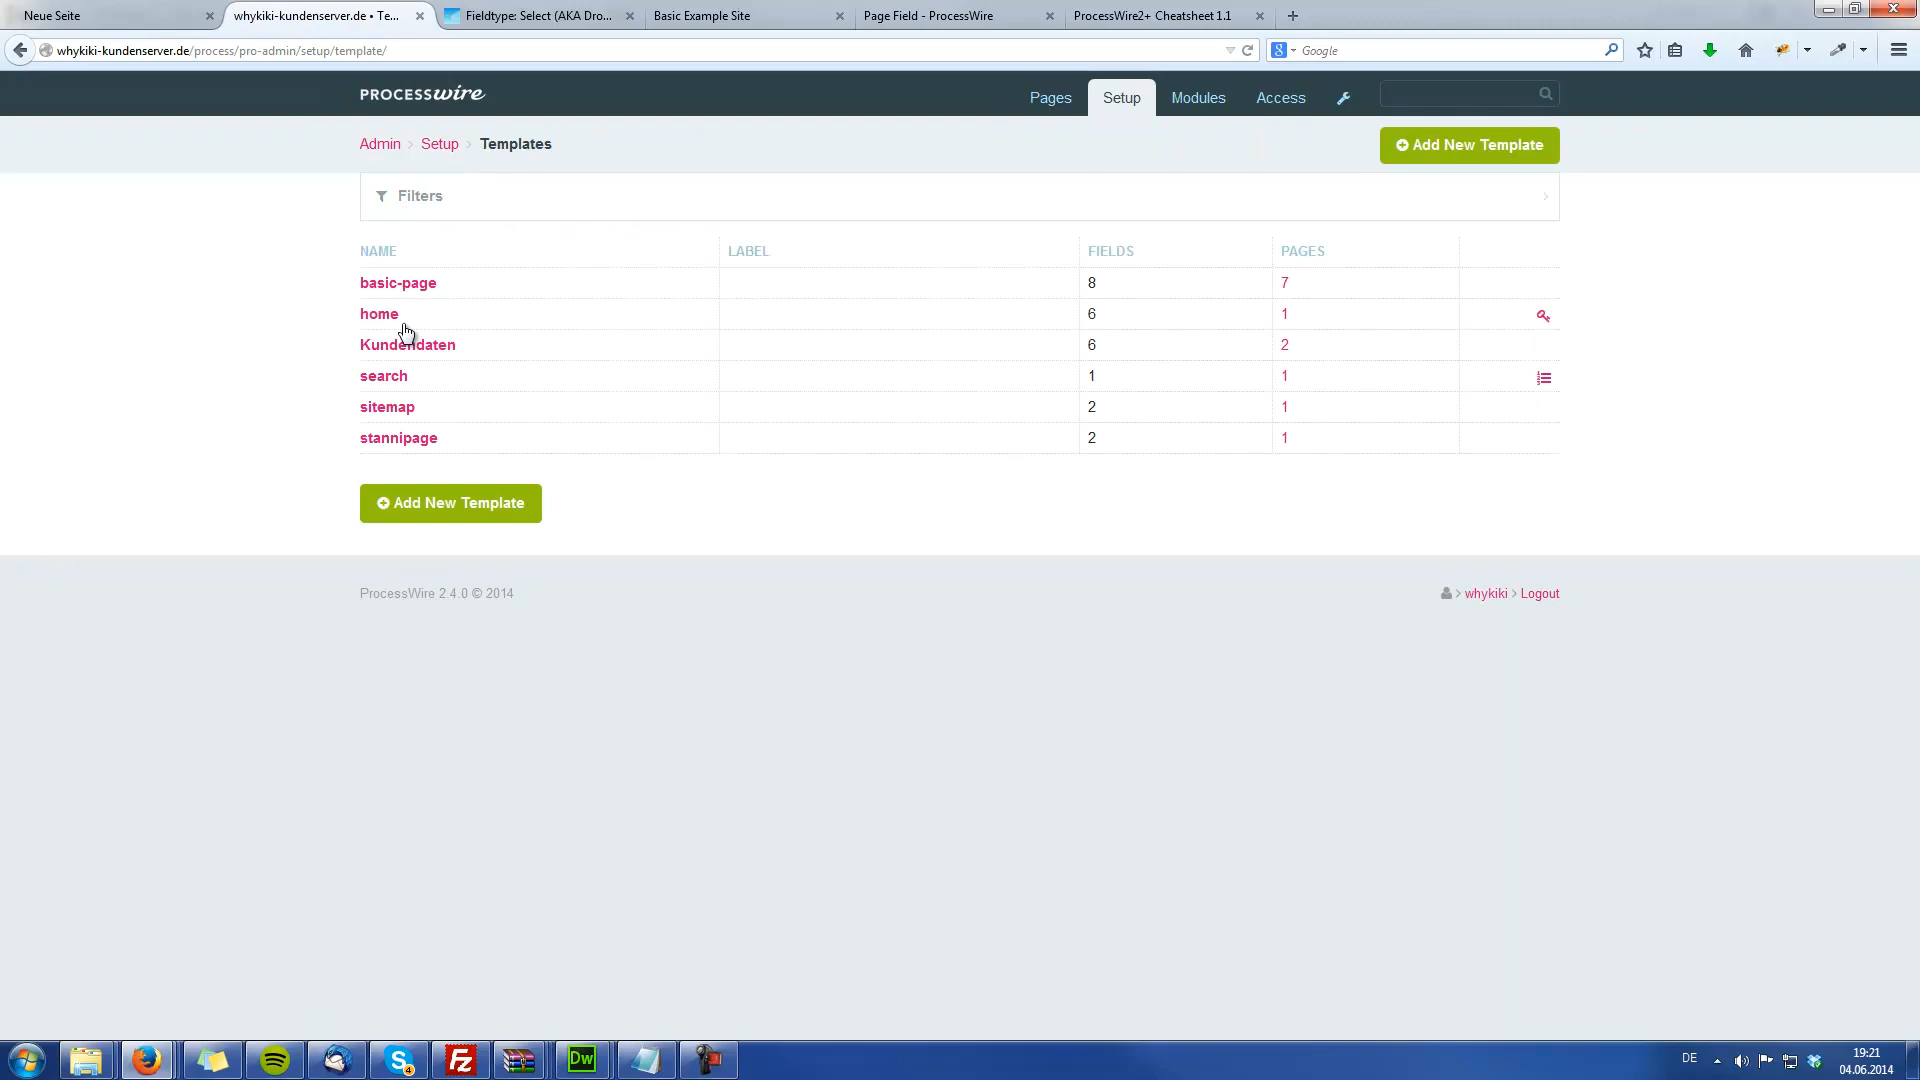 Neue Seite
whykiki-kundenserver.de • Te...
Fieldtype: Select (AKA Dro...
Basic Example Site
Page Field - ProcessWire
ProcessWire2+ Cheatsheet 1.1
whykiki-kundenserver.de/process/pro-admin/setup/template/
Google
PROCESSwire
Pages
Setup
Modules
Access
Admin > Setup > Templates
Add New Template
Filters
NAME LABEL FIELDS PAGES
basic-page 8 7
home 6 1
Kundendaten 6 2
search 1 1
sitemap 2 1
stannipage 2 1
Add New Template
ProcessWire 2.4.0 © 2014
whykiki > Logout
4
Fz
Dw
DE
19:21
04.06.2014